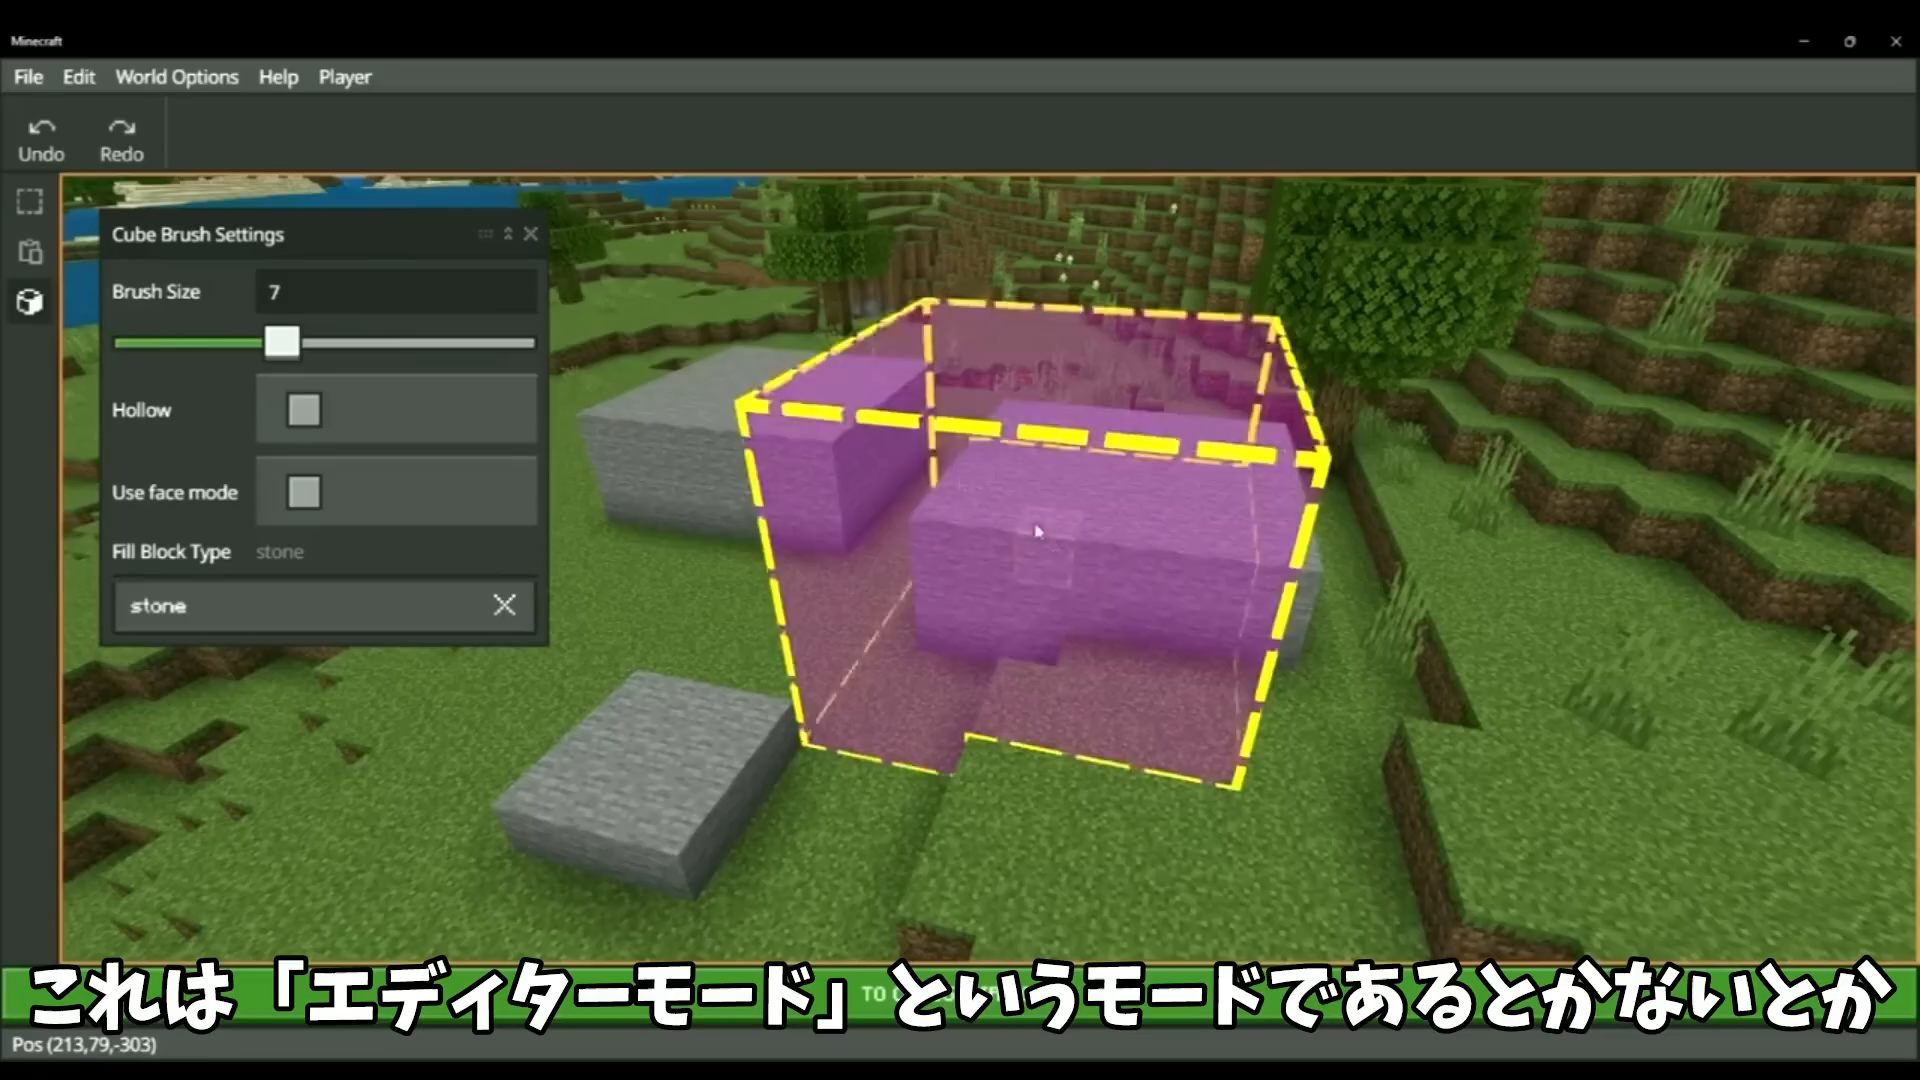 Minecraft
File Edit World Options Help Player
Undo Redo
Cube Brush Settings
Brush Size 7
Hollow
Use face mode
Fill Block Type stone
stone
これは「エディターモード」というモードであるとかないとか
Pos (213,79,-303)